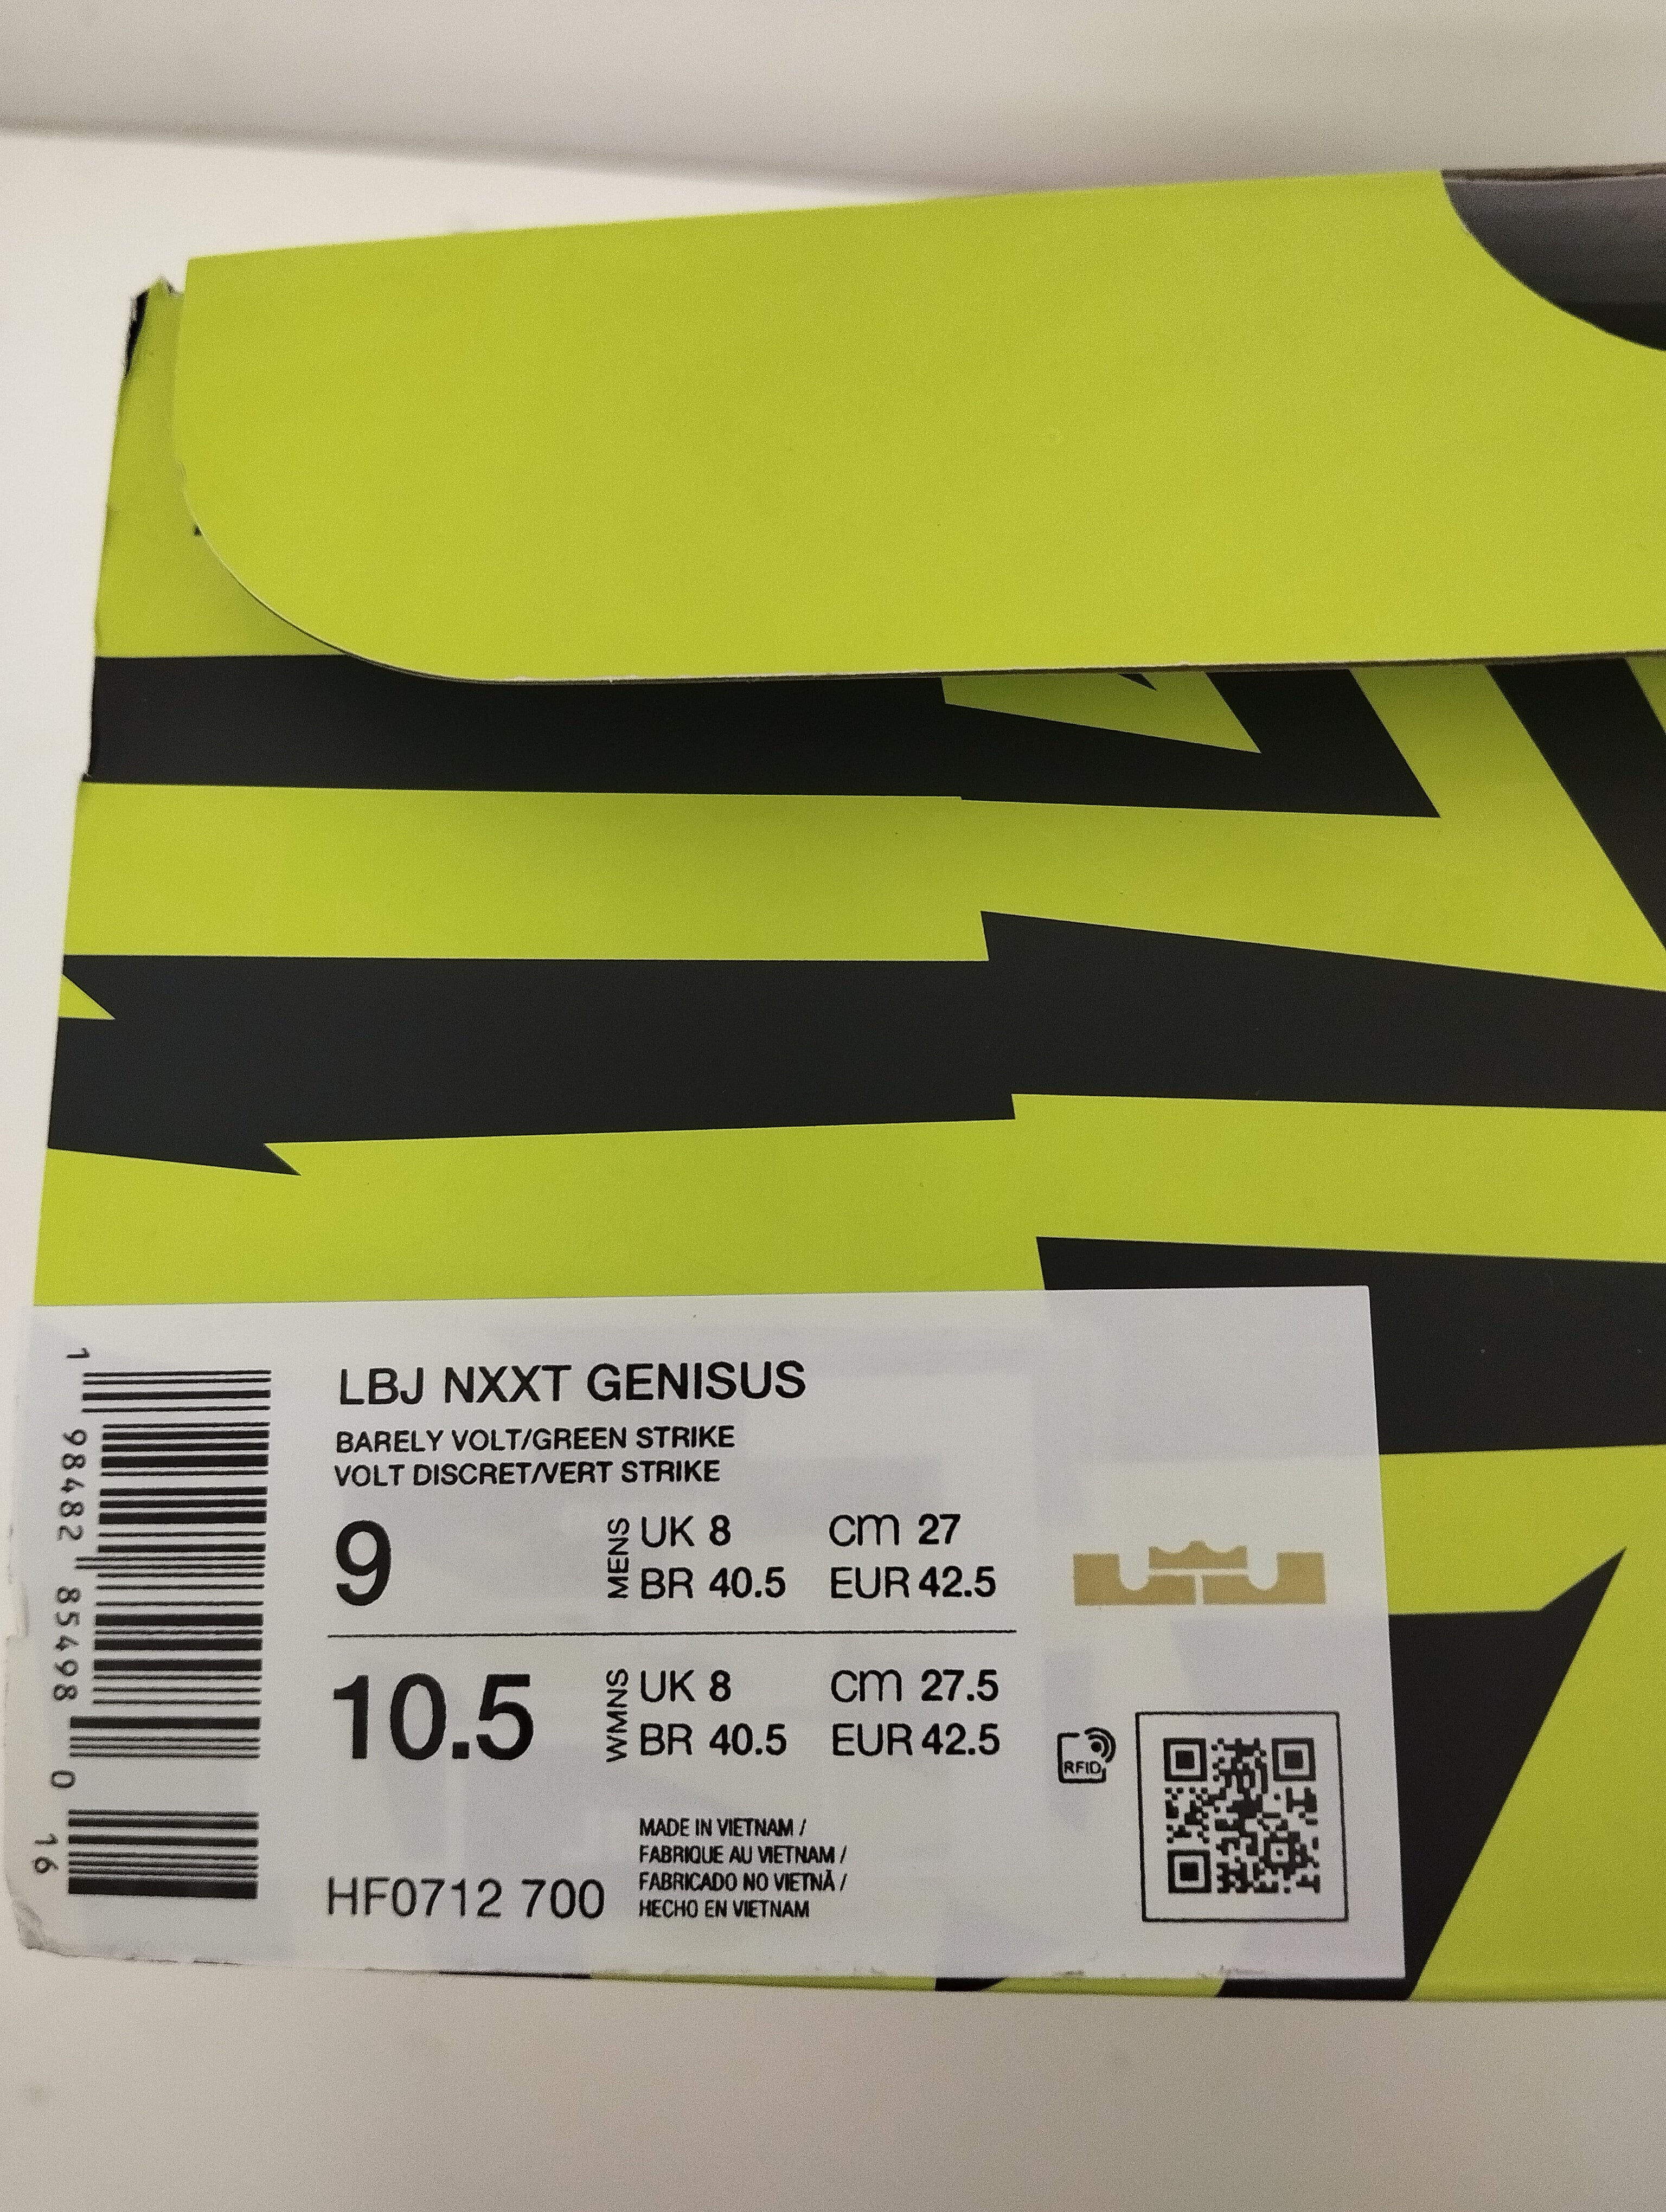 LBJ NXXT GENISUS
BARELY VOLT/GREEN STRIKE
VOLT DISCRET/VERT STRIKE
9 MENS UK 8 cm 27
BR 40.5 EUR 42.5
10.5 WMNS UK 8 cm 27.5
BR 40.5 EUR 42.5
RFID
MADE IN VIETNAM /
FABRIQUE AU VIETNAM /
FABRICADO NO VIETNÃ /
HECHO EN VIETNAM
HF0712 700
1 98482 85498 0 16